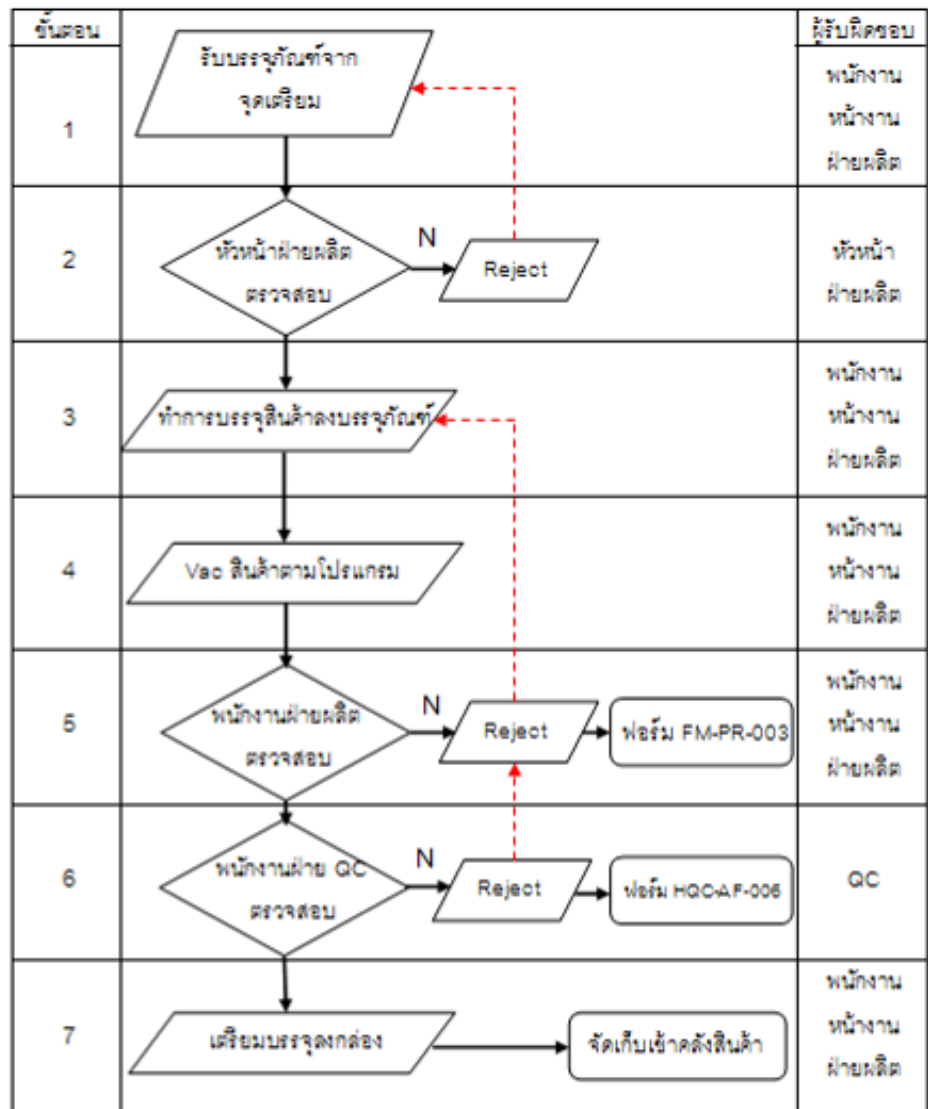 ขั้นตอน
ผู้รับผิดชอบ
รับบรรจุภัณฑ์จาก
จุดเตรียม
1
พนักงาน
หน้างาน
ฝ่ายผลิต
2
หัวหน้าฝ่ายผลิต
ตรวจสอบ
N
Reject
หัวหน้า
ฝ่ายผลิต
3
ทำการบรรจุสินค้าลงบรรจุภัณฑ์
พนักงาน
หน้างาน
ฝ่ายผลิต
4
Vac สินค้าตามโปรแกรม
พนักงาน
หน้างาน
ฝ่ายผลิต
5
พนักงานฝ่ายผลิต
ตรวจสอบ
N
Reject
ฟอร์ม FM-PR-003
พนักงาน
หน้างาน
ฝ่ายผลิต
6
พนักงานฝ่าย QC
ตรวจสอบ
N
Reject
ฟอร์ม HQC-AF-006
QC
7
เตรียมบรรจุลงกล่อง
จัดเก็บเข้าคลังสินค้า
พนักงาน
หน้างาน
ฝ่ายผลิต